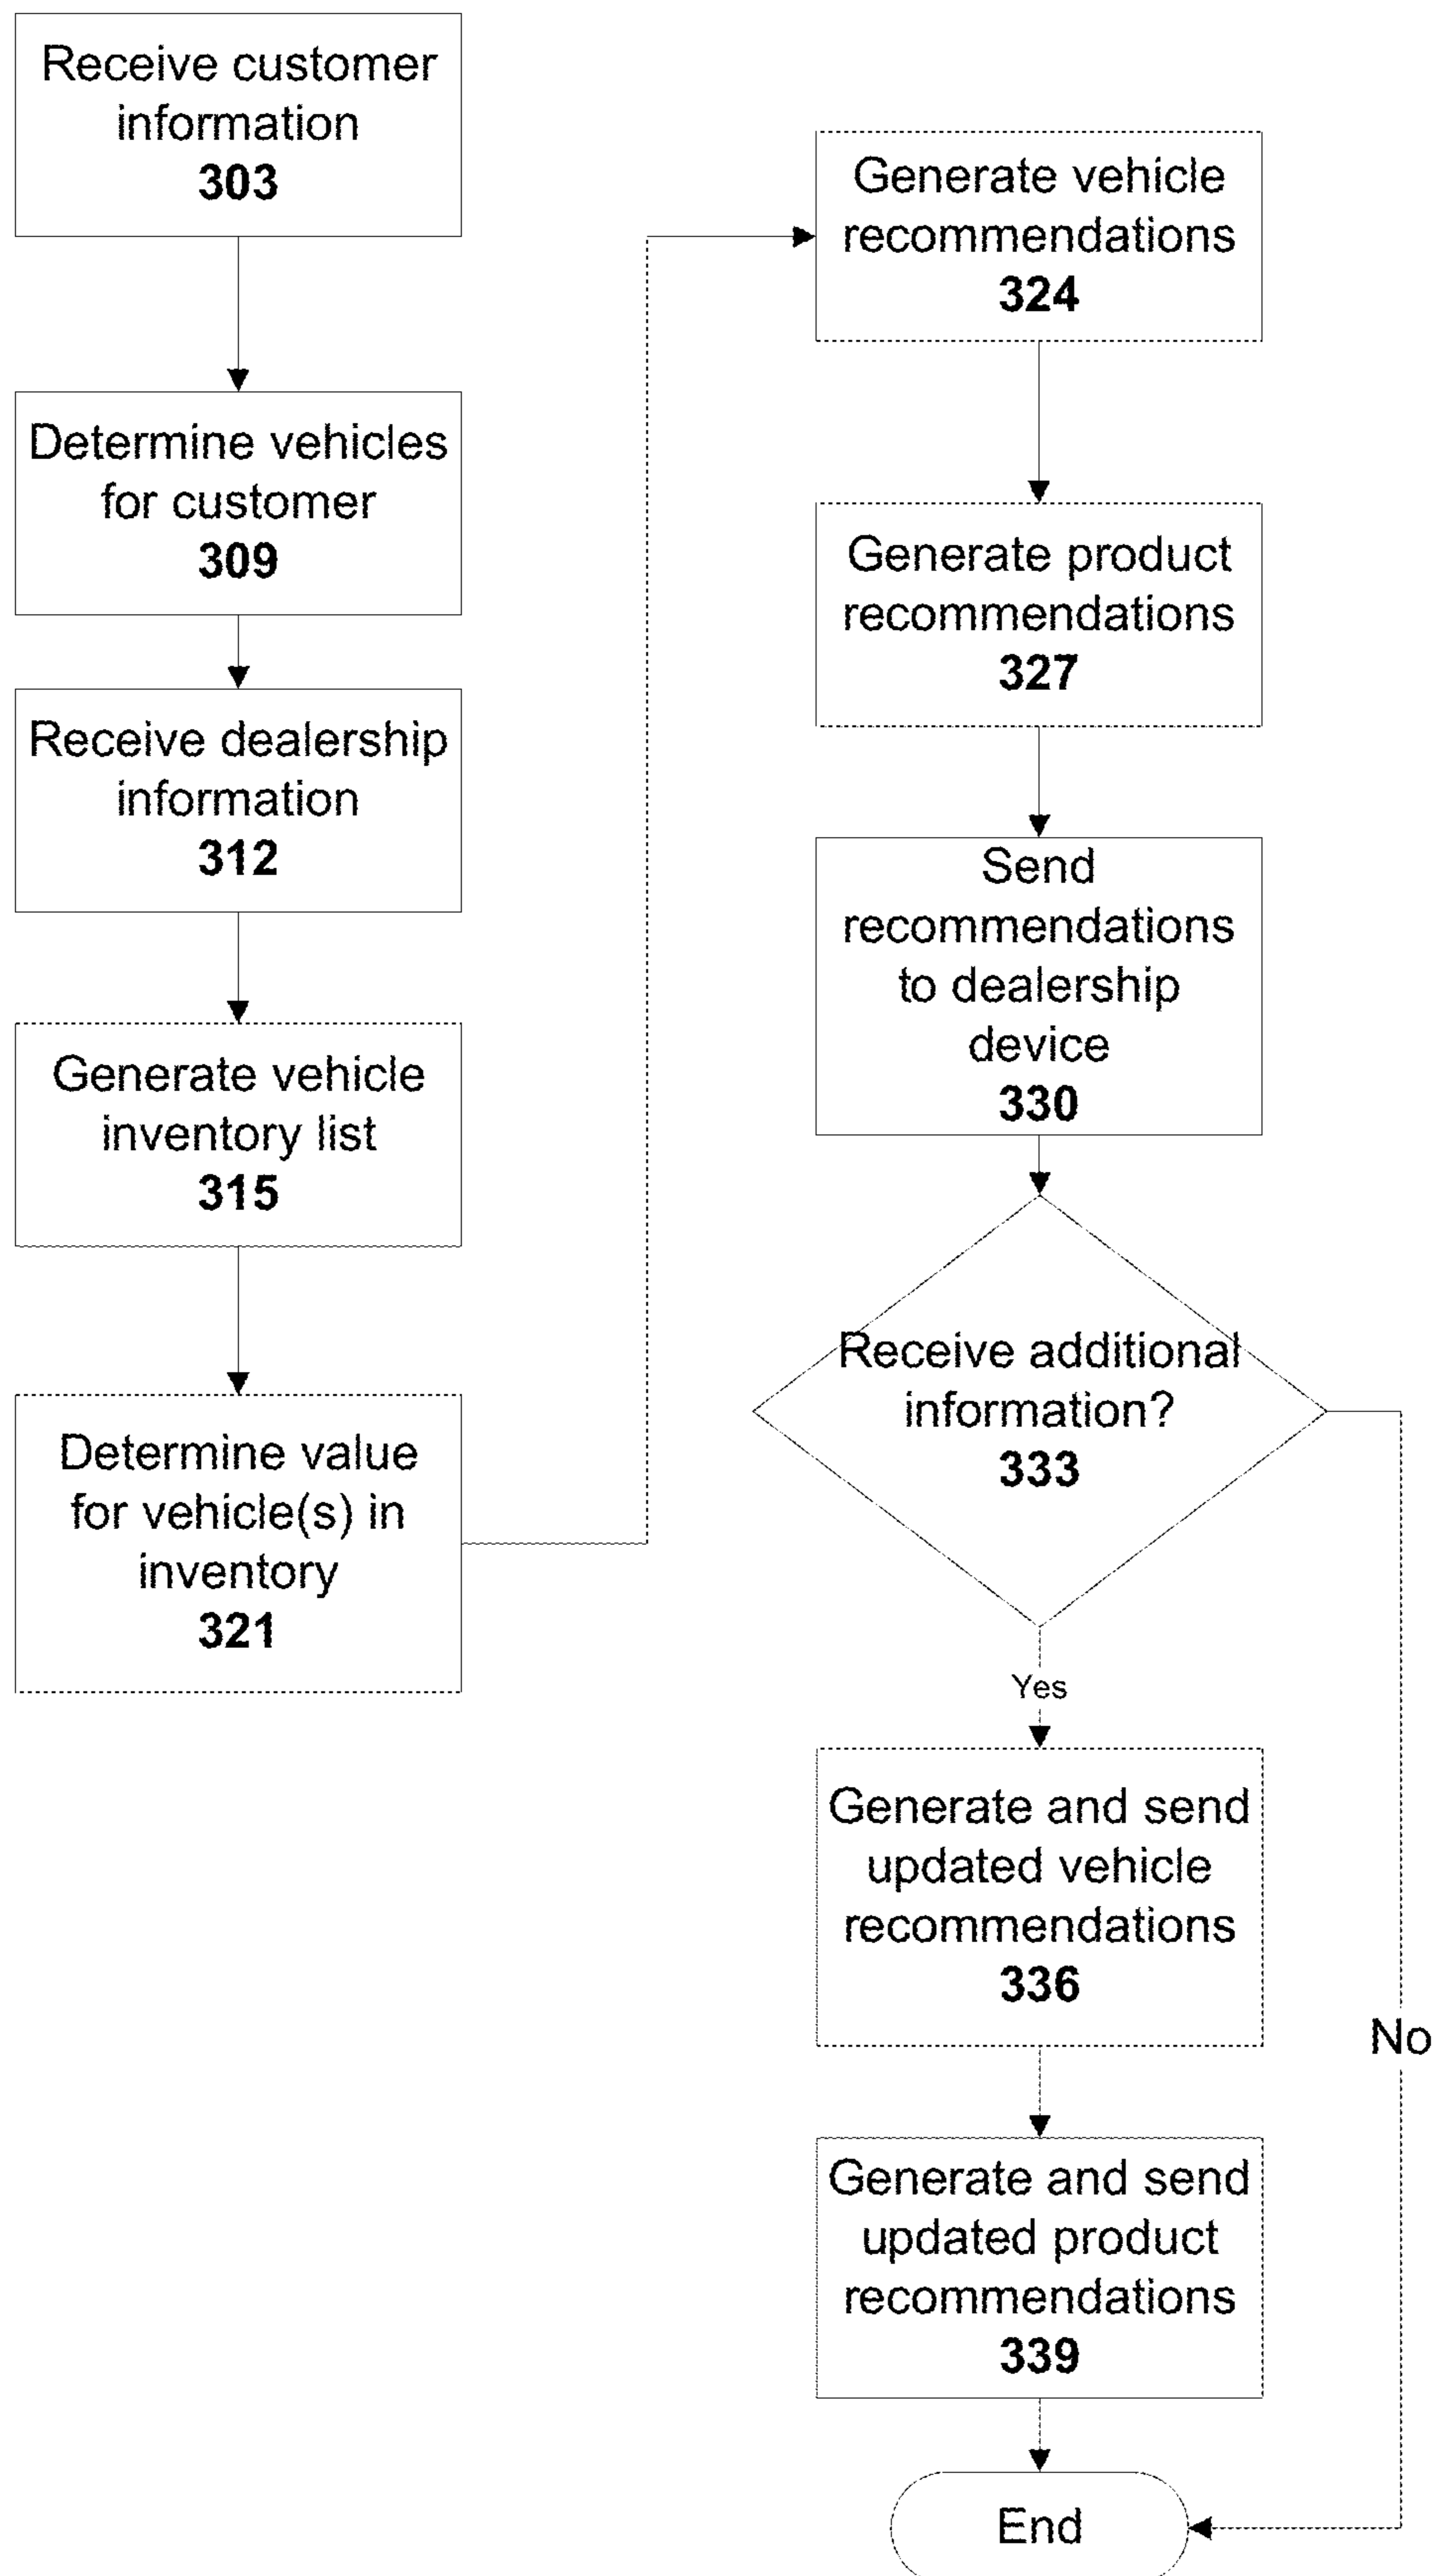 Receive customer
information
303
Determine vehicles
for customer
309
Receive dealership
information
312
Generate vehicle
inventory list
315
Determine value
for vehicle(s) in
inventory
321
Generate vehicle
recommendations
324
Generate product
recommendations
327
Send
recommendations
to dealership
device
330
Receive additional
information?
333
Yes
Generate and send
updated vehicle
recommendations
336
No
Generate and send
updated product
recommendations
339
End